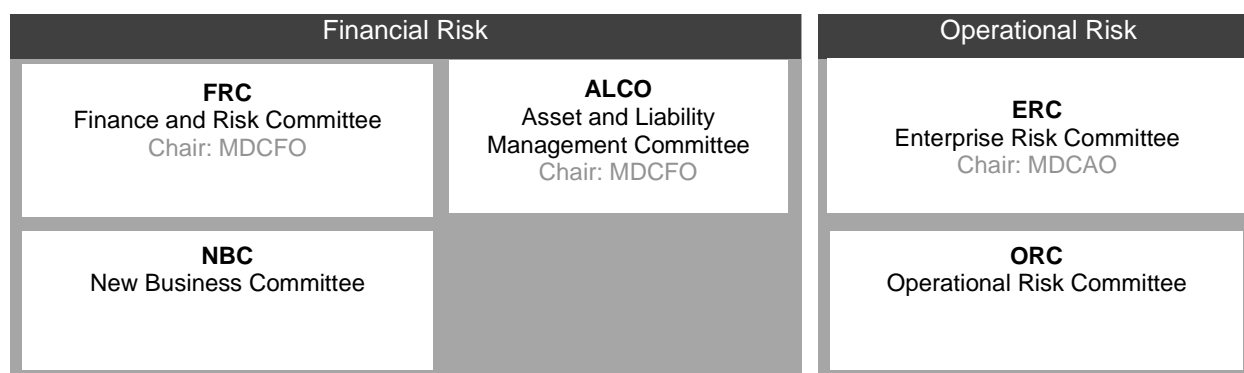 Financial Risk
FRC
Finance and Risk Committee
Chair: MDCFO
ALCO
Asset and Liability
Management Committee
Chair: MDCFO
NBC
New Business Committee
Operational Risk
ERC
Enterprise Risk Committee
Chair: MDCAO
ORC
Operational Risk Committee